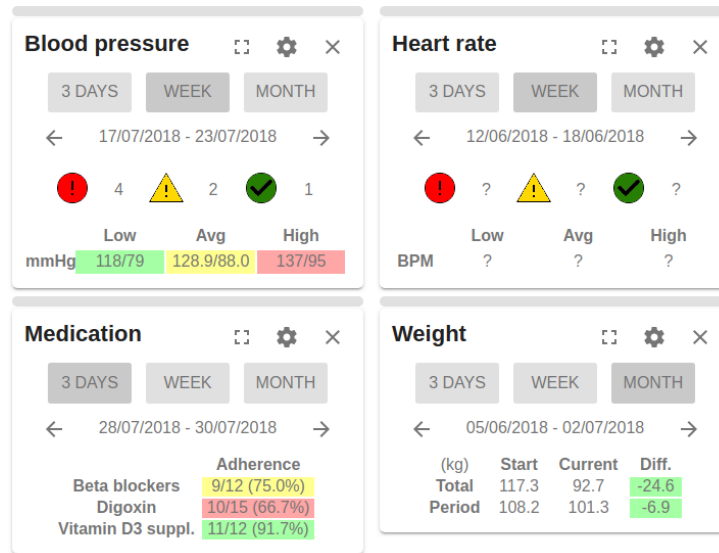 Blood pressure
3 DAYS WEEK MONTH
17/07/2018 - 23/07/2018
! 4 ! 2 1
Low Avg High
mmHg 118/79 128.9/88.0 137/95
Heart rate
3 DAYS WEEK MONTH
12/06/2018 - 18/06/2018
! ? ! ? ?
Low Avg High
BPM ? ? ?
Medication
3 DAYS WEEK MONTH
28/07/2018 - 30/07/2018
Adherence
Beta blockers 9/12 (75.0%)
Digoxin 10/15 (66.7%)
Vitamin D3 suppl. 11/12 (91.7%)
Weight
3 DAYS WEEK MONTH
05/06/2018 - 02/07/2018
(kg) Start Current Diff.
Total 117.3 92.7 -24.6
Period 108.2 101.3 -6.9